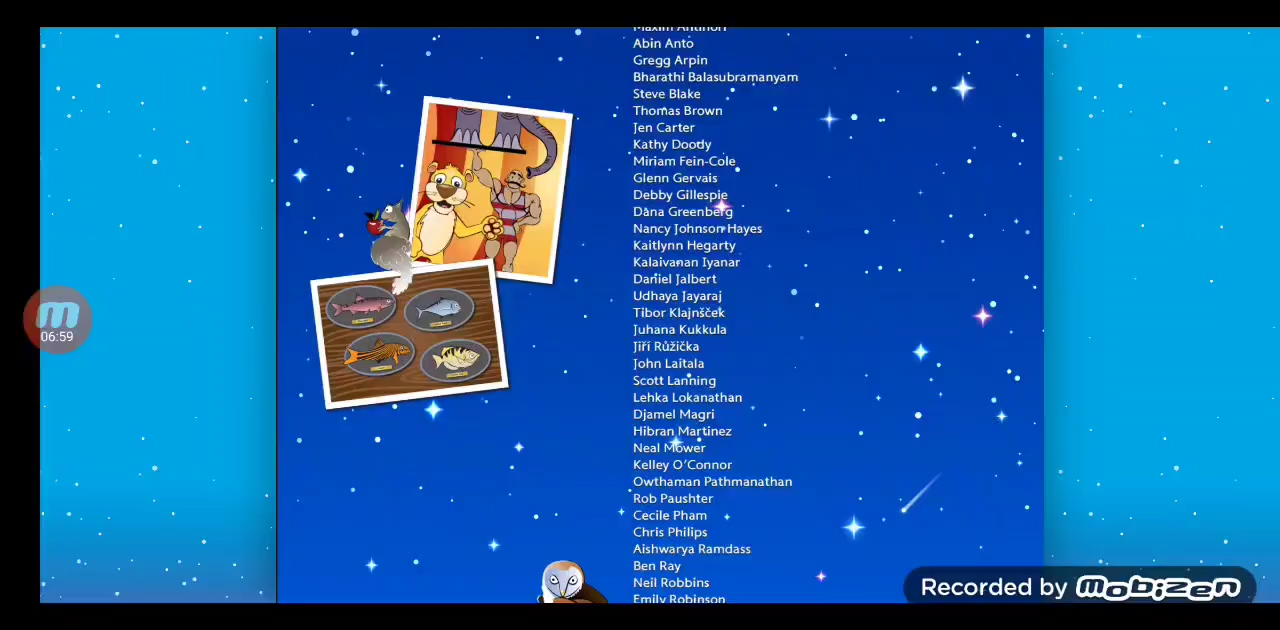 Maxim Antinori
Abin Anto
Gregg Arpin
Bharathi Balasubramanyam
Steve Blake
Thomas Brown
Jen Carter
Kathy Doody
Miriam Fein-Cole
Glenn Gervais
Debby Gillespie
Dana Greenberg
Nancy Johnson Hayes
Kaitlynn Hegarty
Kalaivanan Iyanar
Daniel Jalbert
Udhaya Jayaraj
Tibor Klajnšček
Juhana Kukkula
Jiří Růžička
John Laitala
Scott Lanning
Lehka Lokanathan
Djamel Magri
Hibran Martinez
Neal Mower
Kelley O’Connor
Owthaman Pathmanathan
Rob Paushter
Cecile Pham
Chris Philips
Aishwarya Ramdass
Ben Ray
Neil Robbins
Emily Robinson
m
06:59
Recorded by mobizen